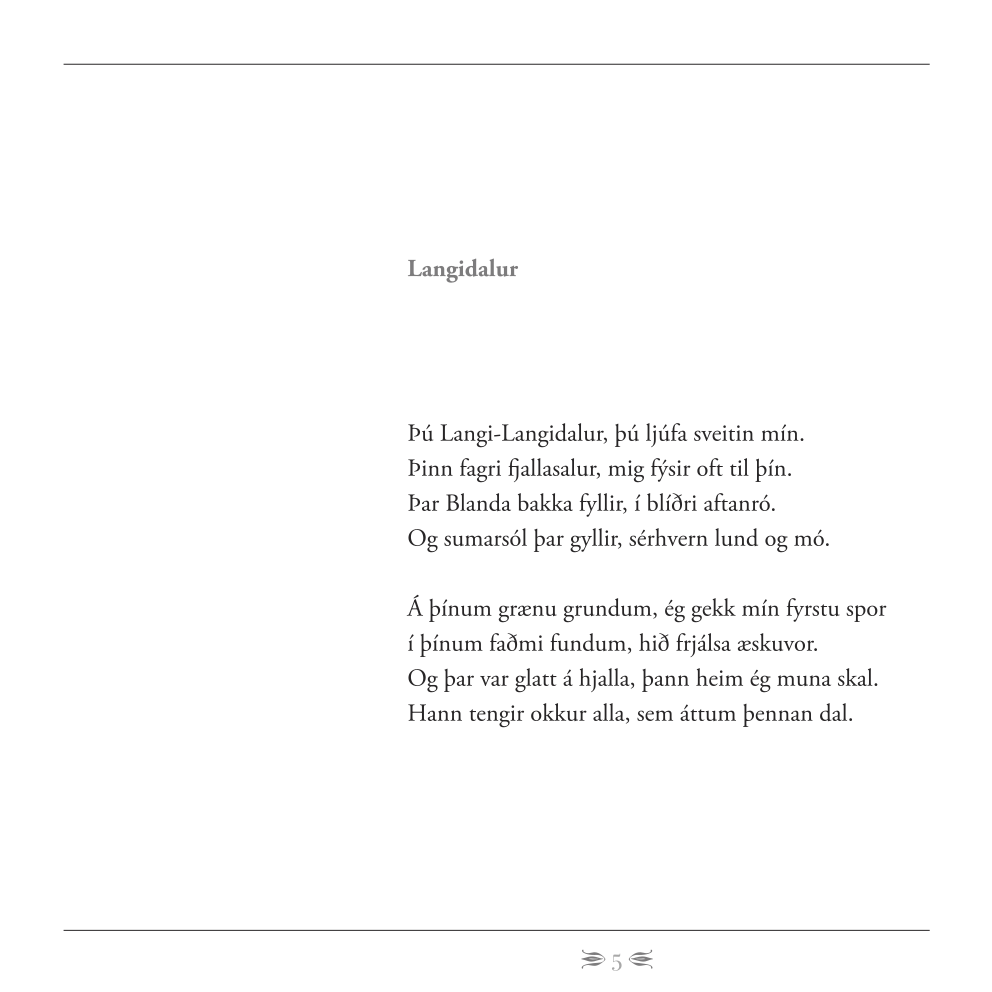 Langidalur
Þú Langi-Langidalur, þú ljúfa sveitin mín.
Þinn fagri fjallasalur, mig fýsir oft til þín.
Þar Blanda bakka fyllir, í blíðri aftanró.
Og sumarsól þar gyllir, sérhvern lund og mó.
Á þínum grænu grundum, ég gekk mín fyrstu spor
í þínum faðmi fundum, hið frjálsa æskuvor.
Og þar var glatt á hjalla, þann heim ég muna skal.
Hann tengir okkur alla, sem áttum þennan dal.
5